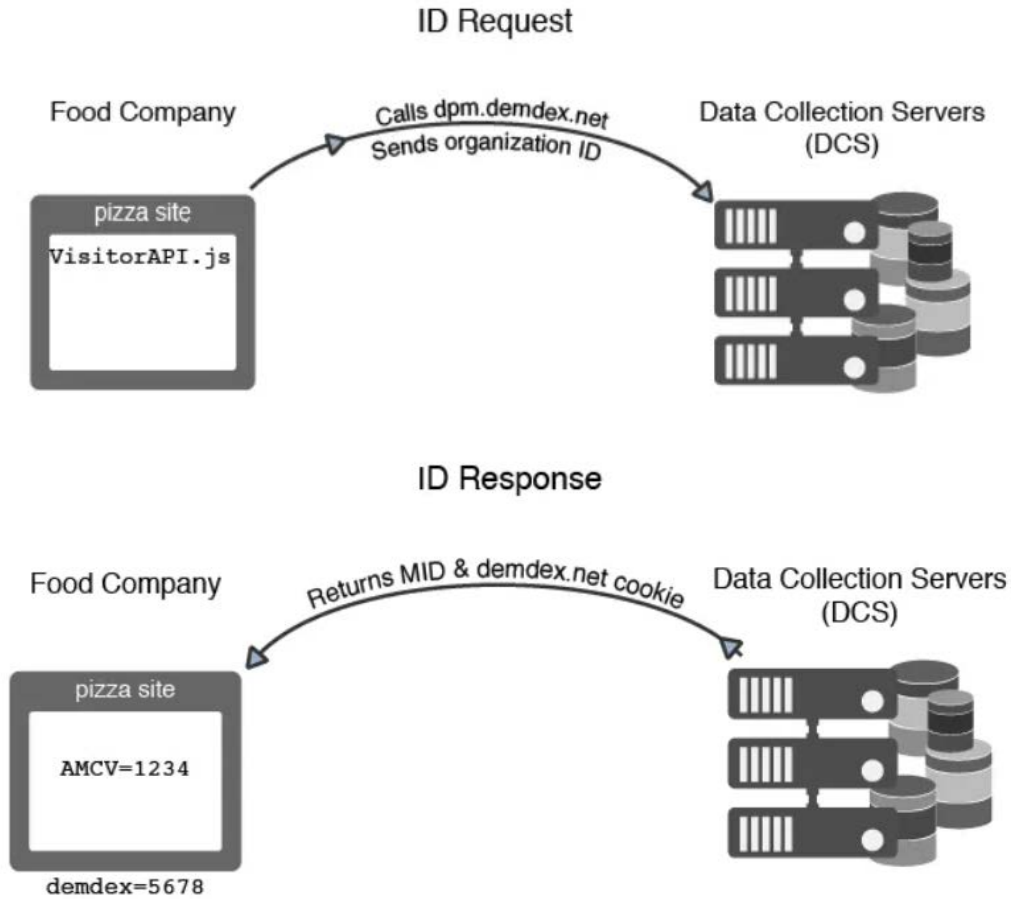 ID Request
Food Company
Calls dpm.demdex.net
Sends organization ID
Data Collection Servers
(DCS)
pizza site
VisitorAPI.js
ID Response
Food Company
Returns MID & demdex.net cookie
Data Collection Servers
(DCS)
pizza site
AMCV=1234
demdex=5678